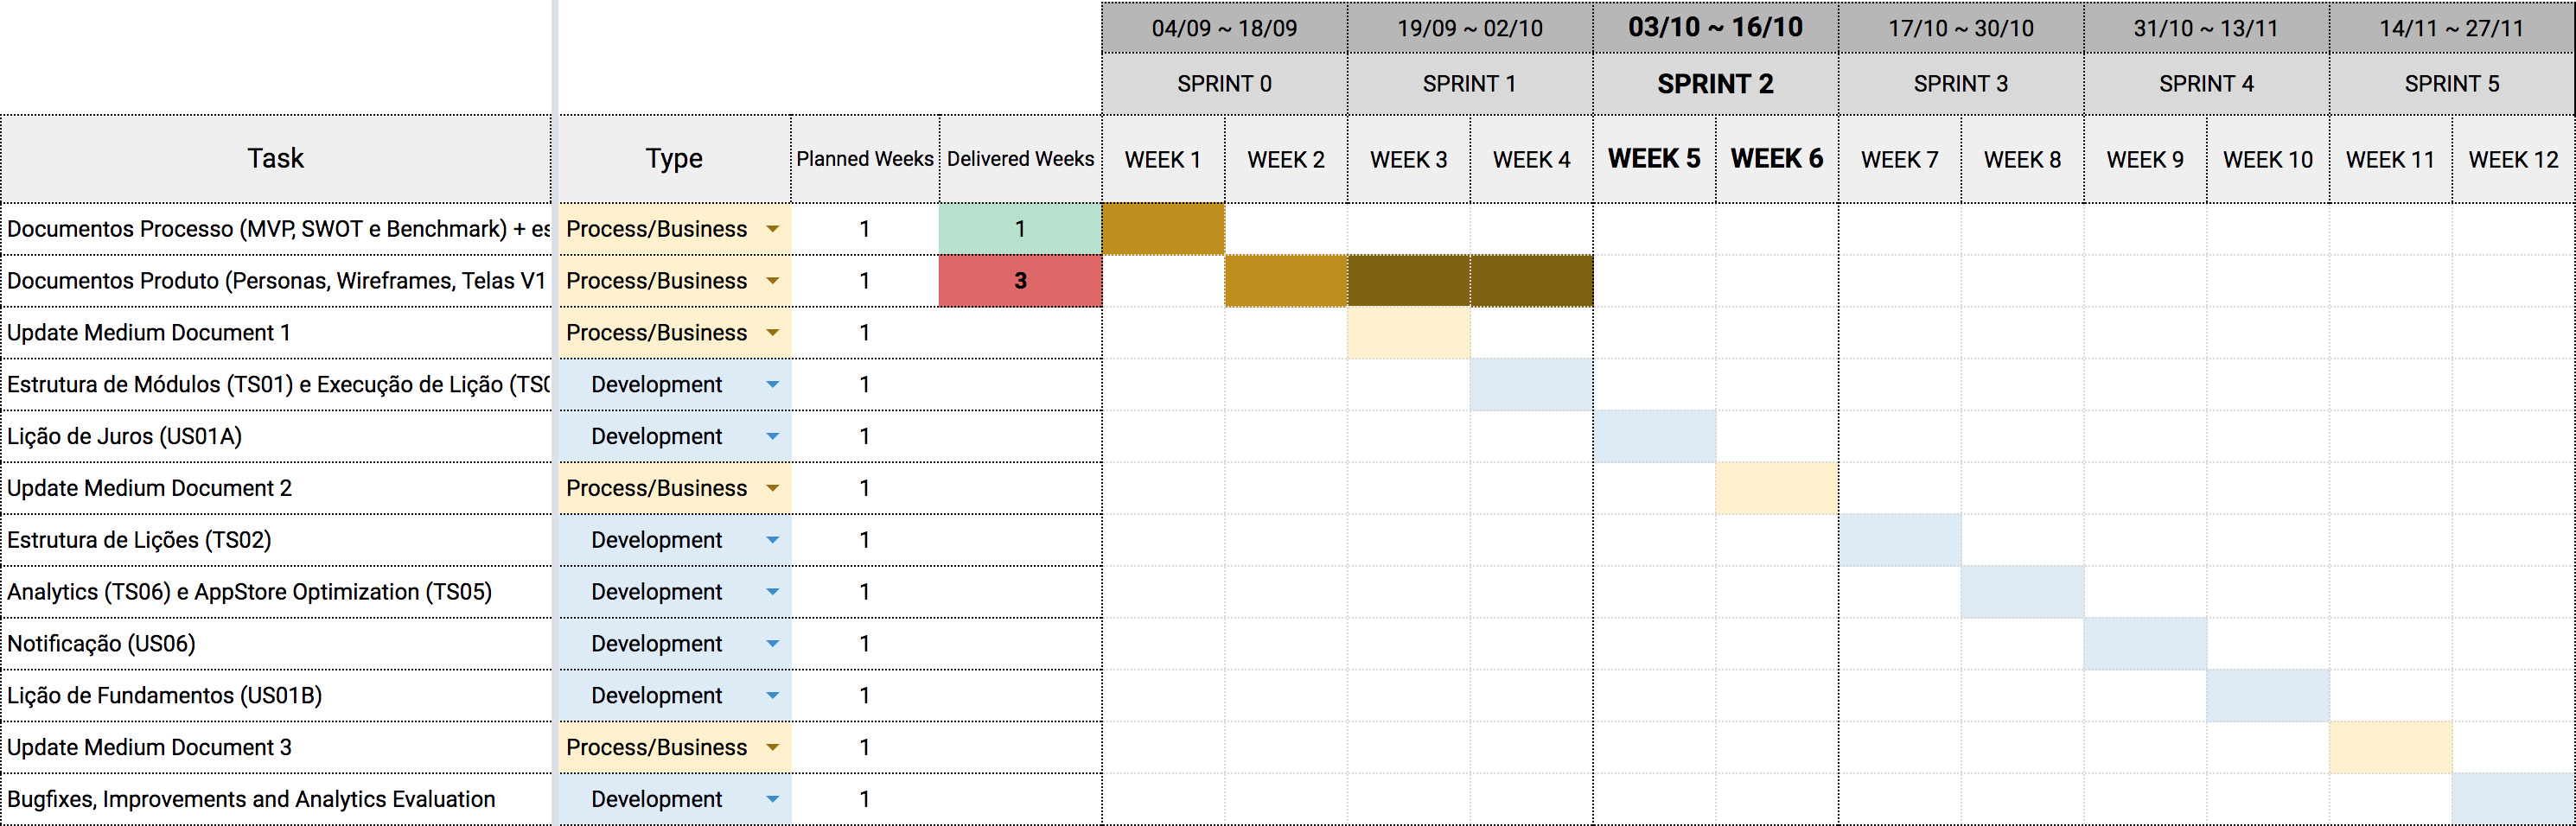 04/09 ~ 18/09 19/09 ~ 02/10 03/10 ~ 16/10 17/10 ~ 30/10 31/10 ~ 13/11 14/11 ~ 27/11
SPRINT 0 SPRINT 1 SPRINT 2 SPRINT 3 SPRINT 4 SPRINT 5
Task Type Planned Weeks Delivered Weeks WEEK 1 WEEK 2 WEEK 3 WEEK 4 WEEK 5 WEEK 6 WEEK 7 WEEK 8 WEEK 9 WEEK 10 WEEK 11 WEEK 12
Documentos Processo (MVP, SWOT e Benchmark) + es Process/Business 1 1
Documentos Produto (Personas, Wireframes, Telas V1 Process/Business 1 3
Update Medium Document 1 Process/Business 1
Estrutura de Módulos (TS01) e Execução de Lição (TS0 Development 1
Lição de Juros (US01A) Development 1
Update Medium Document 2 Process/Business 1
Estrutura de Lições (TS02) Development 1
Analytics (TS06) e AppStore Optimization (TS05) Development 1
Notificação (US06) Development 1
Lição de Fundamentos (US01B) Development 1
Update Medium Document 3 Process/Business 1
Bugfixes, Improvements and Analytics Evaluation Development 1